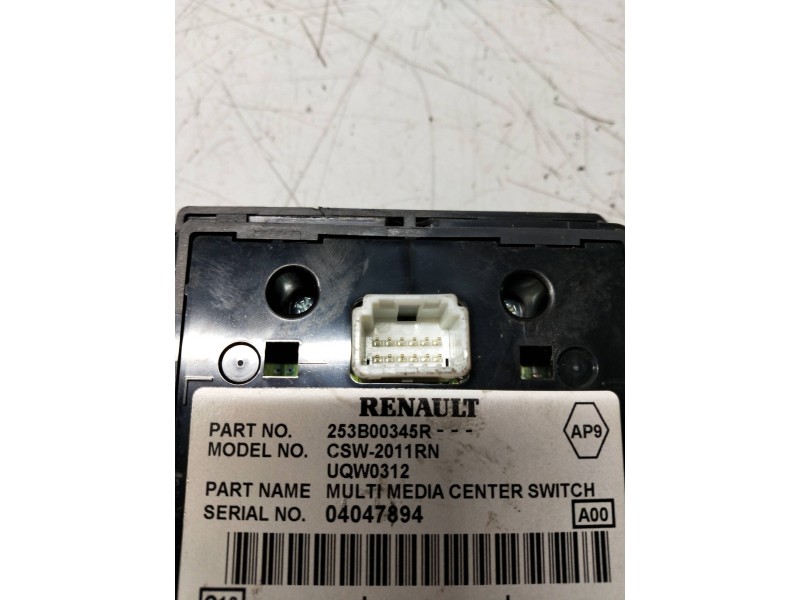 RENAULT
PART NO. 253B00345R - - -
AP9
MODEL NO. CSW-2011RN
UQW0312
PART NAME MULTI MEDIA CENTER SWITCH
SERIAL NO. 04047894
A00